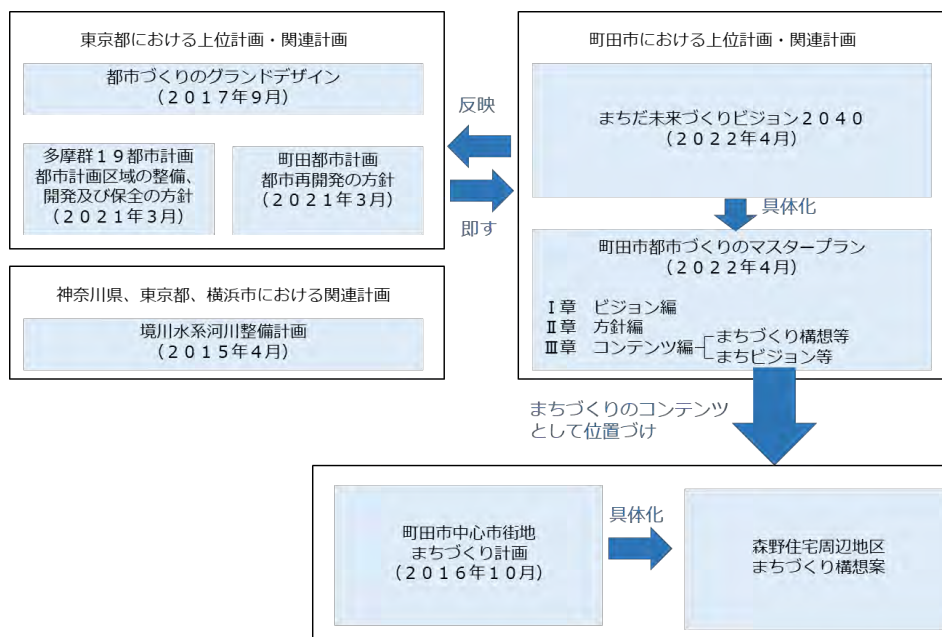 東京都における上位計画・関連計画
都市づくりのグランドデザイン
（２０１７年９月）
多摩群１９都市計画
都市計画区域の整備、
開発及び保全の方針
（２０２１年３月）
町田都市計画
都市再開発の方針
（２０２１年３月）
神奈川県、東京都、横浜市における関連計画
境川水系河川整備計画
（２０１５年４月）
反映
即す
町田市における上位計画・関連計画
まちだ未来づくりビジョン２０４０
（２０２２年４月）
具体化
町田市都市づくりのマスタープラン
（２０２２年４月）
Ⅰ章　ビジョン編
Ⅱ章　方針編
Ⅲ章　コンテンツ編
まちづくり構想等
まちビジョン等
まちづくりのコンテンツ
として位置づけ
町田市中心市街地
まちづくり計画
（２０１６年１０月）
具体化
森野住宅周辺地区
まちづくり構想案